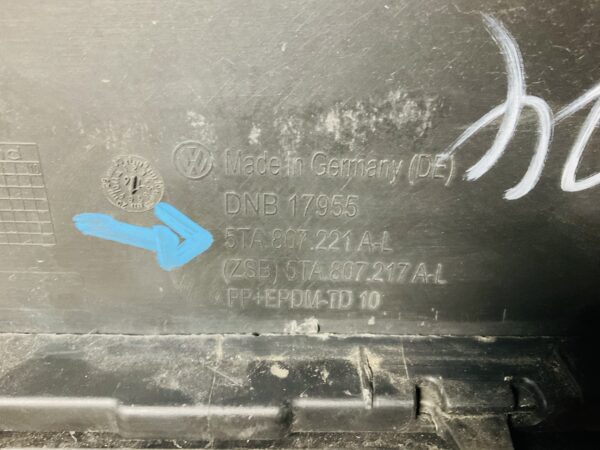 Made in Germany (DE)
DNB 17955
5TA.807.221 A-L
(ZSB) 5TA.807.217 A-L
PP+EPDM-TD 10